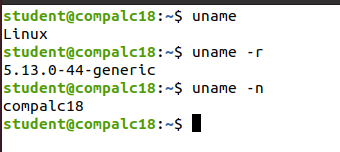 student@compalc18:~$ uname
Linux
student@compalc18:~$ uname -r
5.13.0-44-generic
student@compalc18:~$ uname -n
compalc18
student@compalc18:~$